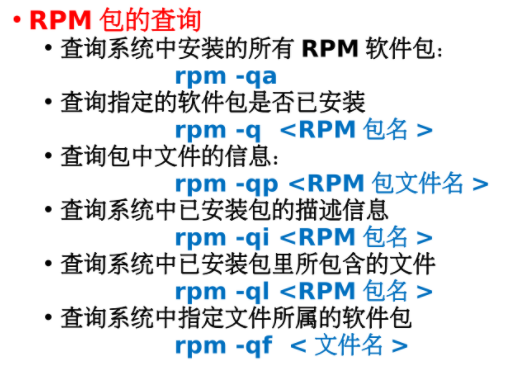 • RPM 包的查询
• 查询系统中安装的所有 RPM 软件包：
rpm -qa
• 查询指定的软件包是否已安装
rpm -q <RPM 包名 >
• 查询包中文件的信息：
rpm -qp <RPM 包文件名 >
• 查询系统中已安装包的描述信息
rpm -qi <RPM 包名 >
• 查询系统中已安装包里所包含的文件
rpm -ql <RPM 包名 >
• 查询系统中指定文件所属的软件包
rpm -qf < 文件名 >